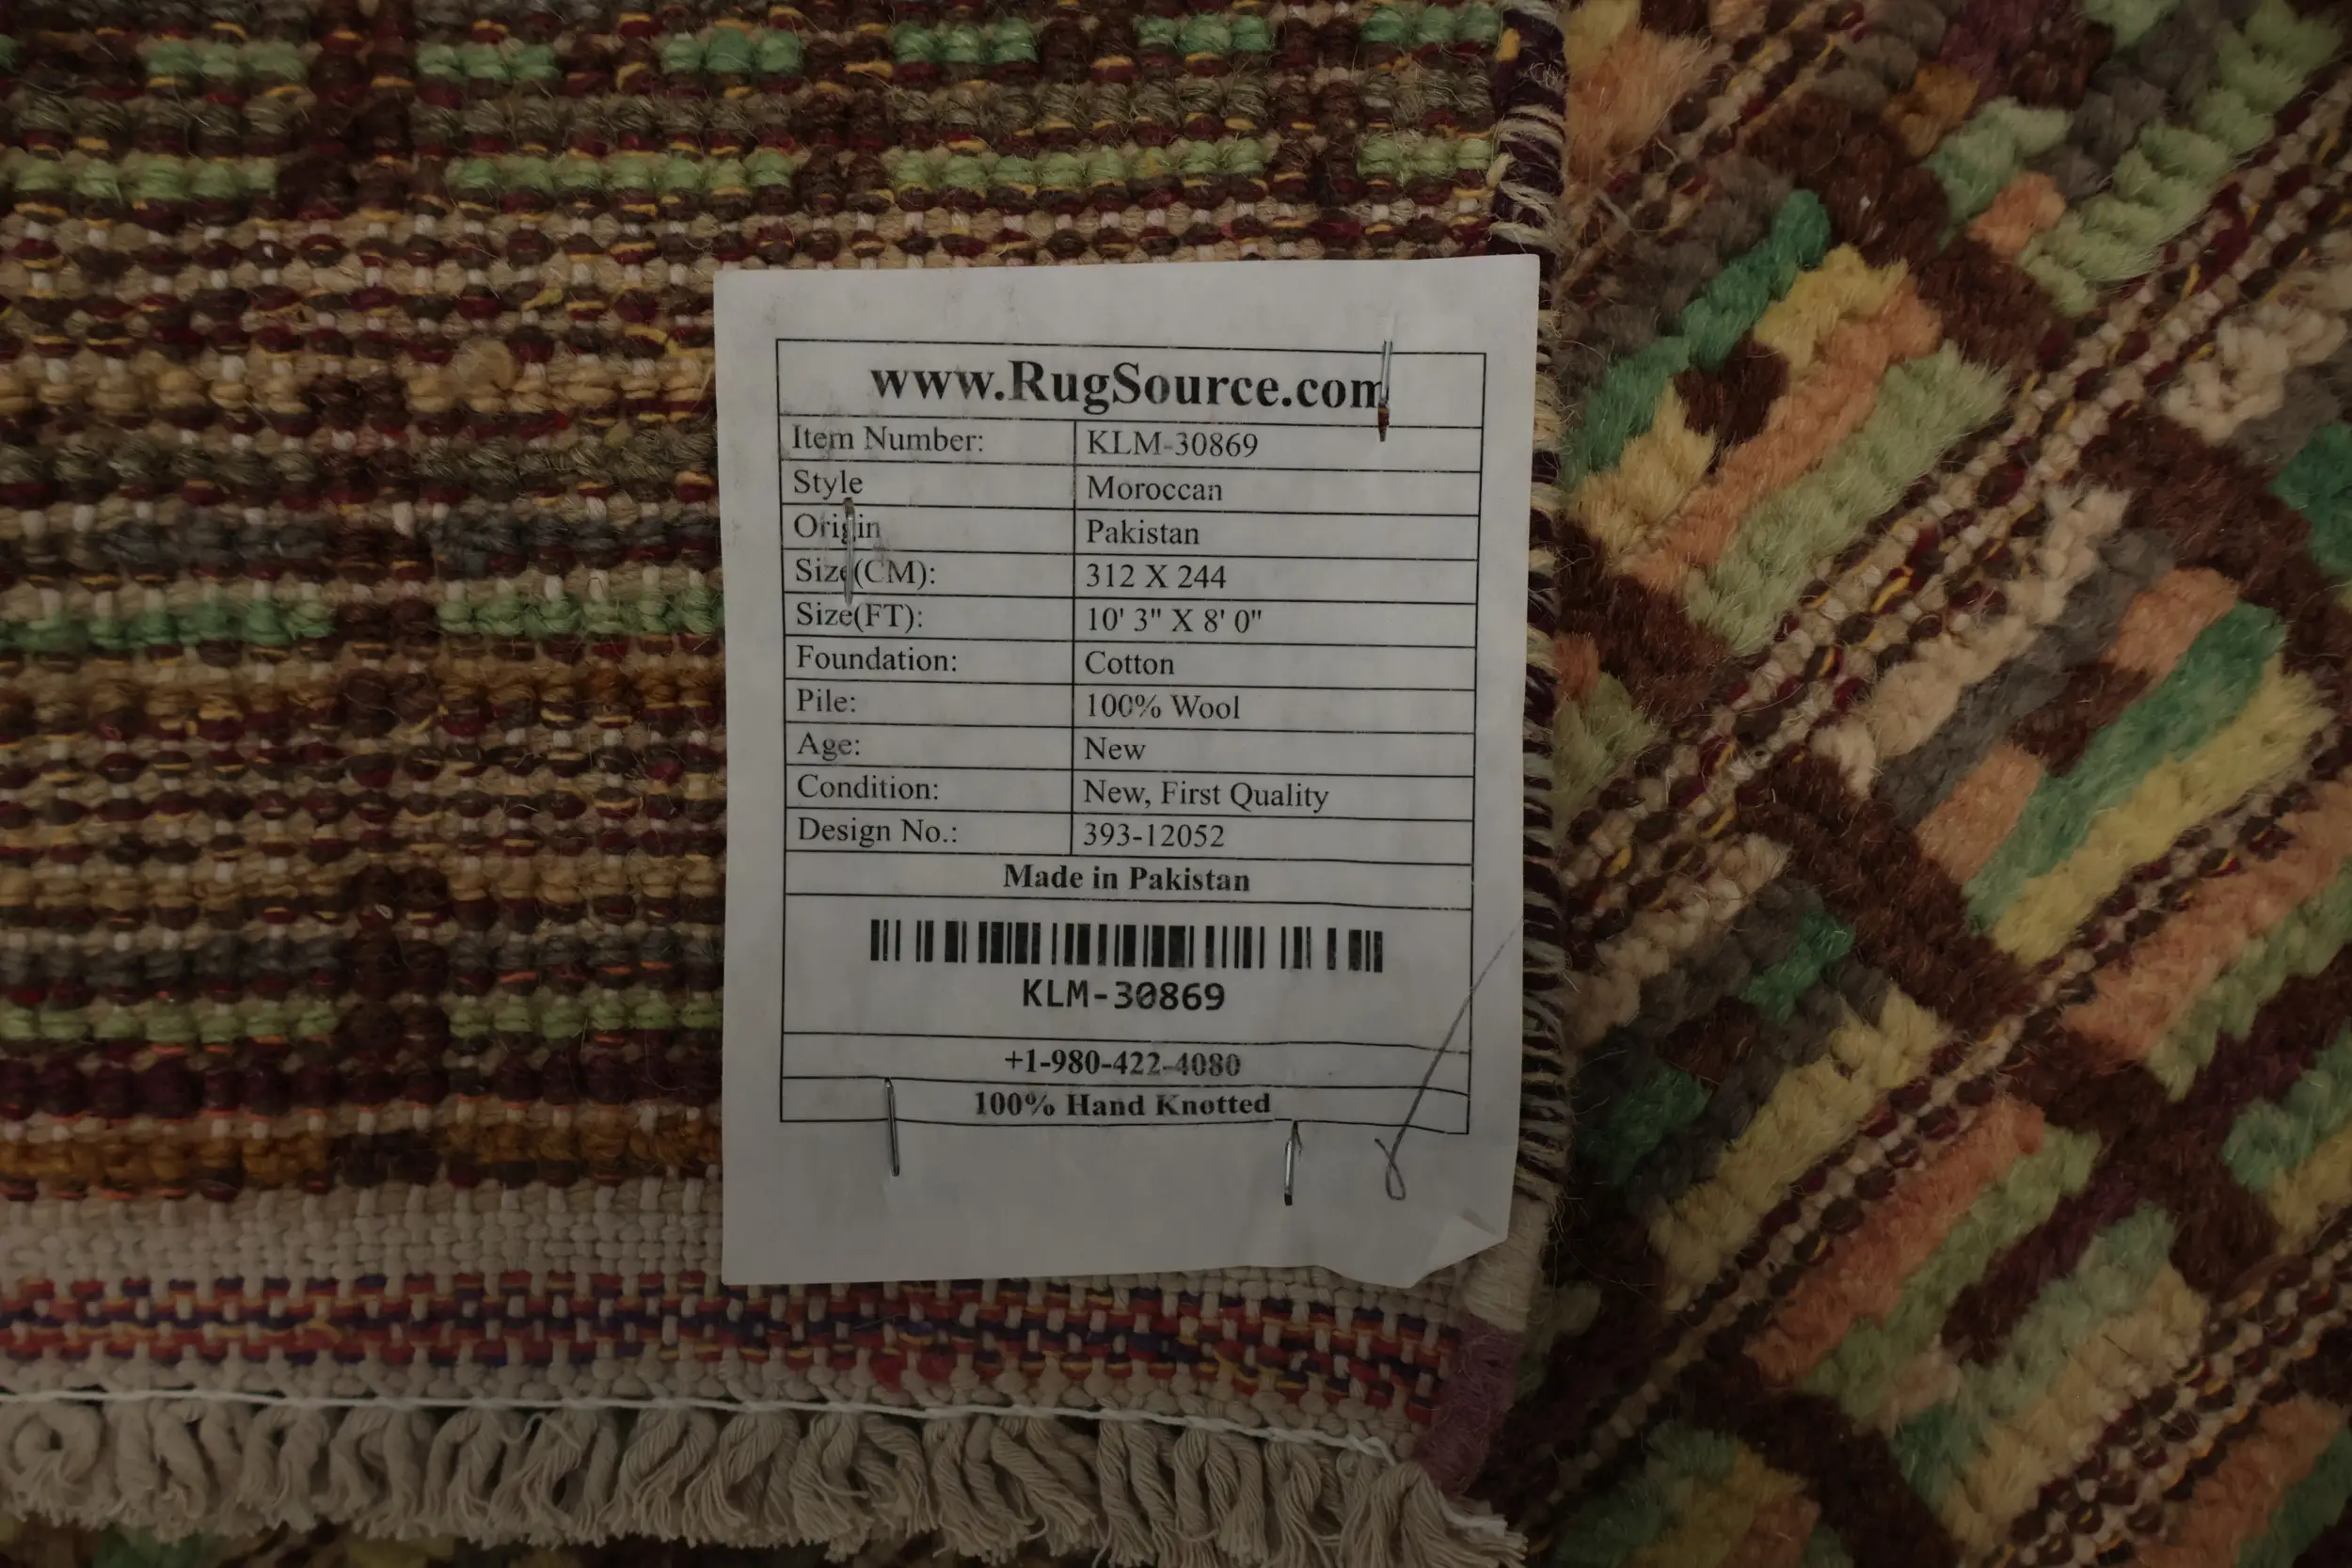 www.RugSource.com
Item Number: KLM-30869
Style Moroccan
Origin Pakistan
Size(CM): 312 X 244
Size(FT): 10' 3" X 8' 0"
Foundation: Cotton
Pile: 100% Wool
Age: New
Condition: New, First Quality
Design No.: 393-12052
Made in Pakistan
KLM-30869
+1-980-422-4080
100% Hand Knotted